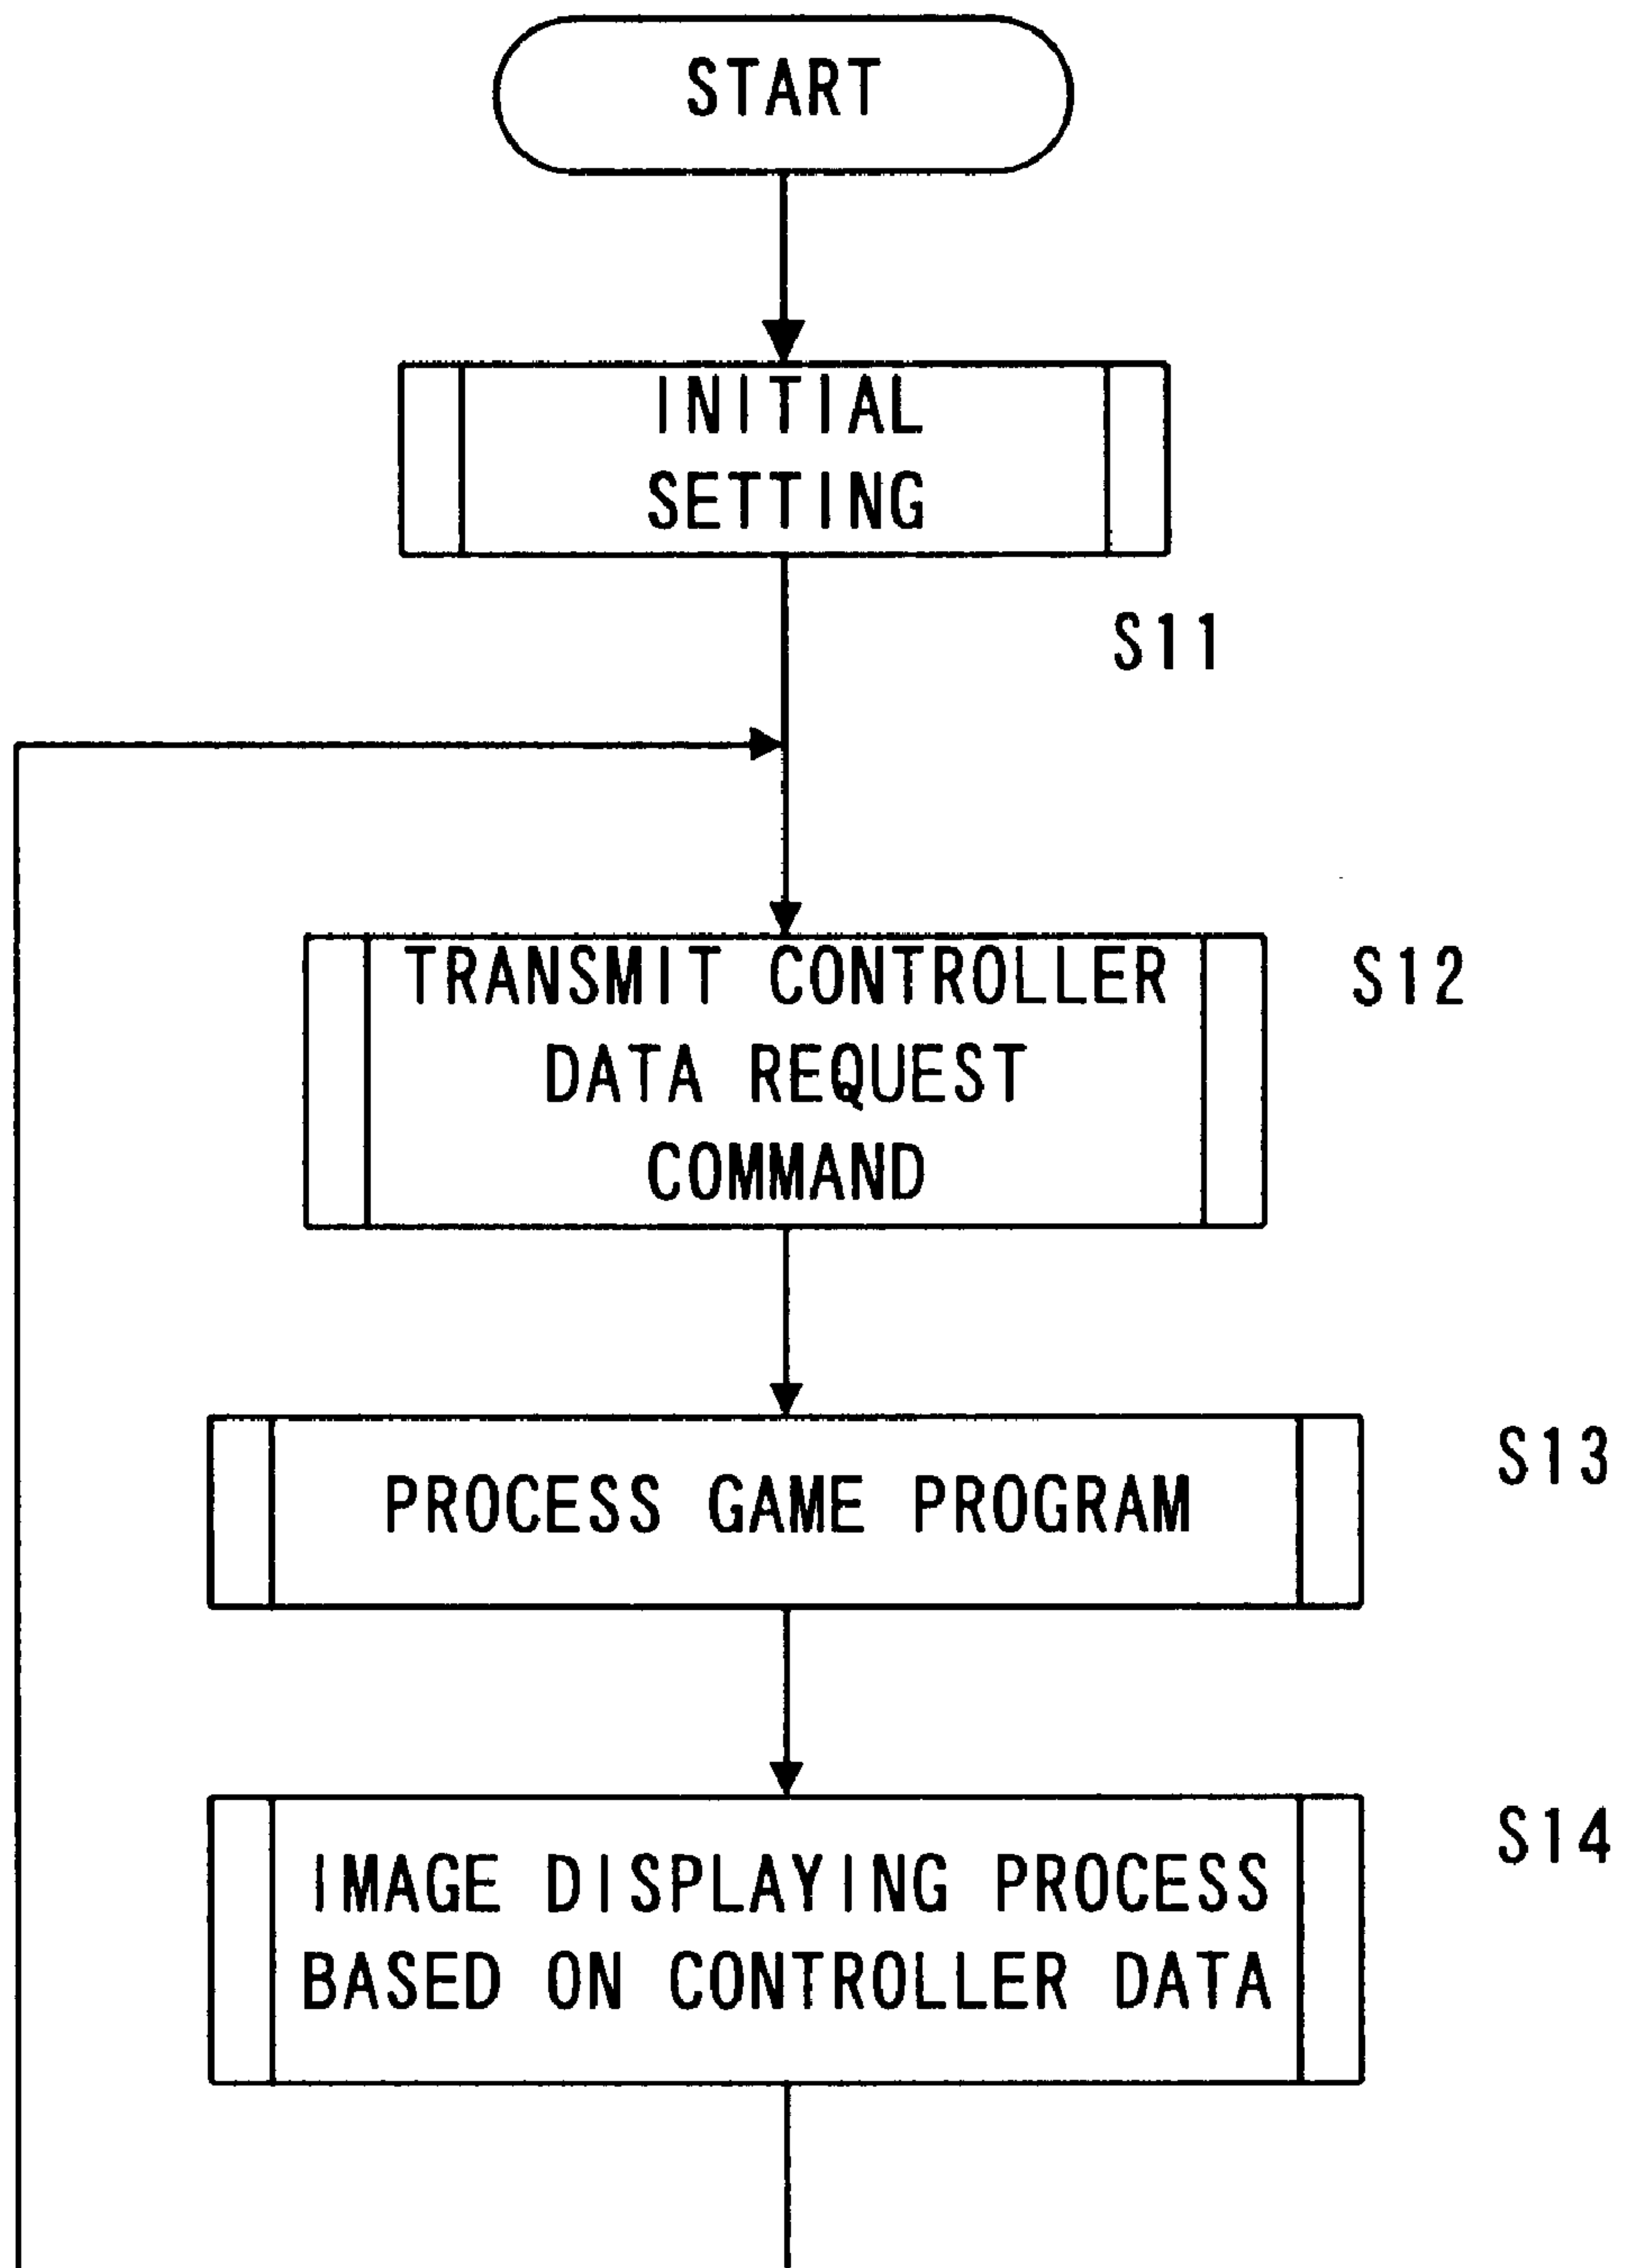 START
INITIAL
SETTING
S11
TRANSMIT CONTROLLER
DATA REQUEST
COMMAND
S12
PROCESS GAME PROGRAM
S13
IMAGE DISPLAYING PROCESS
BASED ON CONTROLLER DATA
S14